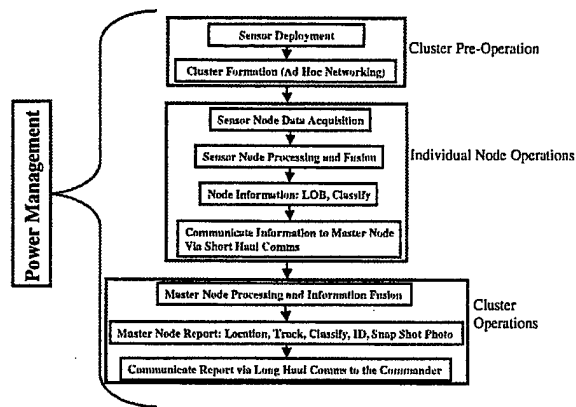 Sensor Deployment
Cluster Formation (Ad Hoc Networking)
Cluster Pre-Operation
Power Management
Sensor Node Data Acquisition
Sensor Node Processing and Fusion
Node Information: LOB, Classify
Communicate Information to Master Node
Via Short Haul Comms
Individual Node Operations
Master Node Processing and Information Fusion
Master Node Report: Location, Track, Classify, ID, Snap Shot Photo
Communicate Report via Long Haul Comms to the Commander
Cluster
Operations